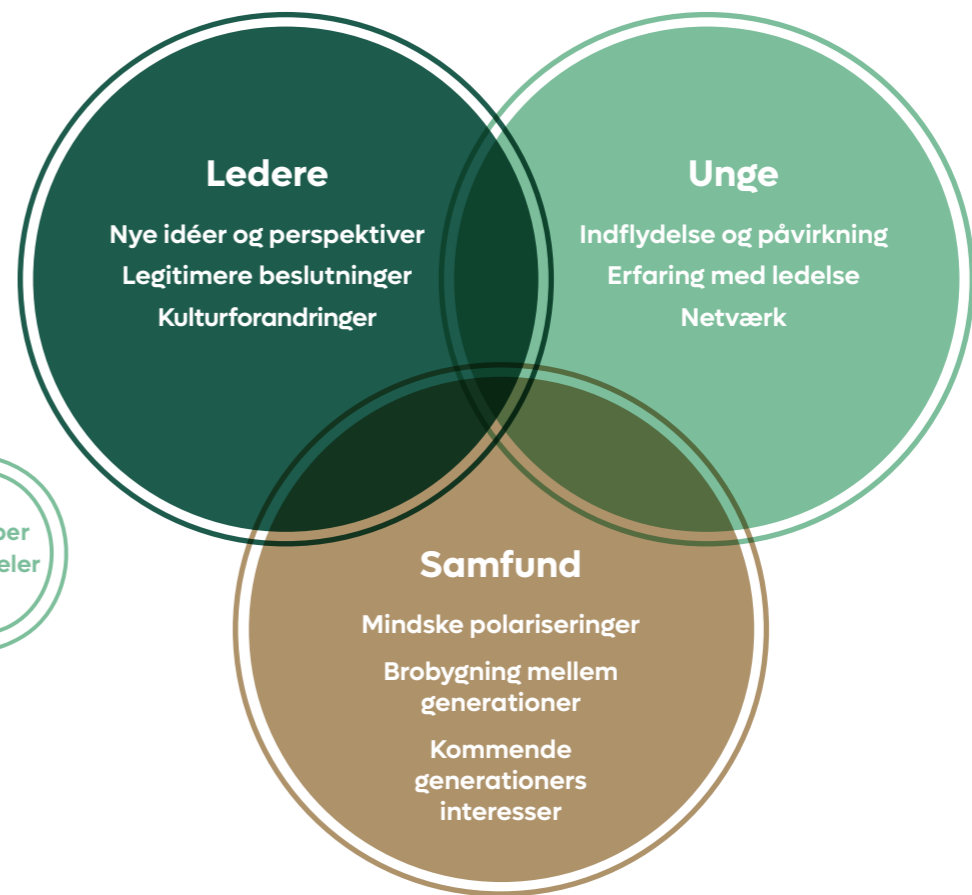 Ledere
Nye idéer og perspektiver
Legitimere beslutninger
Kulturforandringer
Unge
Indflydelse og påvirkning
Erfaring med ledelse
Netværk
Samfund
Mindske polariseringer
Brobygning mellem
generationer
Kommende
generationers
interesser